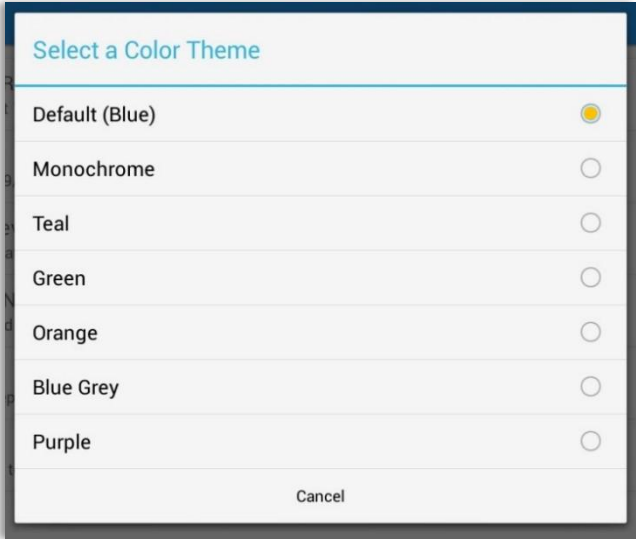 Select a Color Theme
Default (Blue)
Monochrome
Teal
Green
Orange
Blue Grey
Purple
Cancel